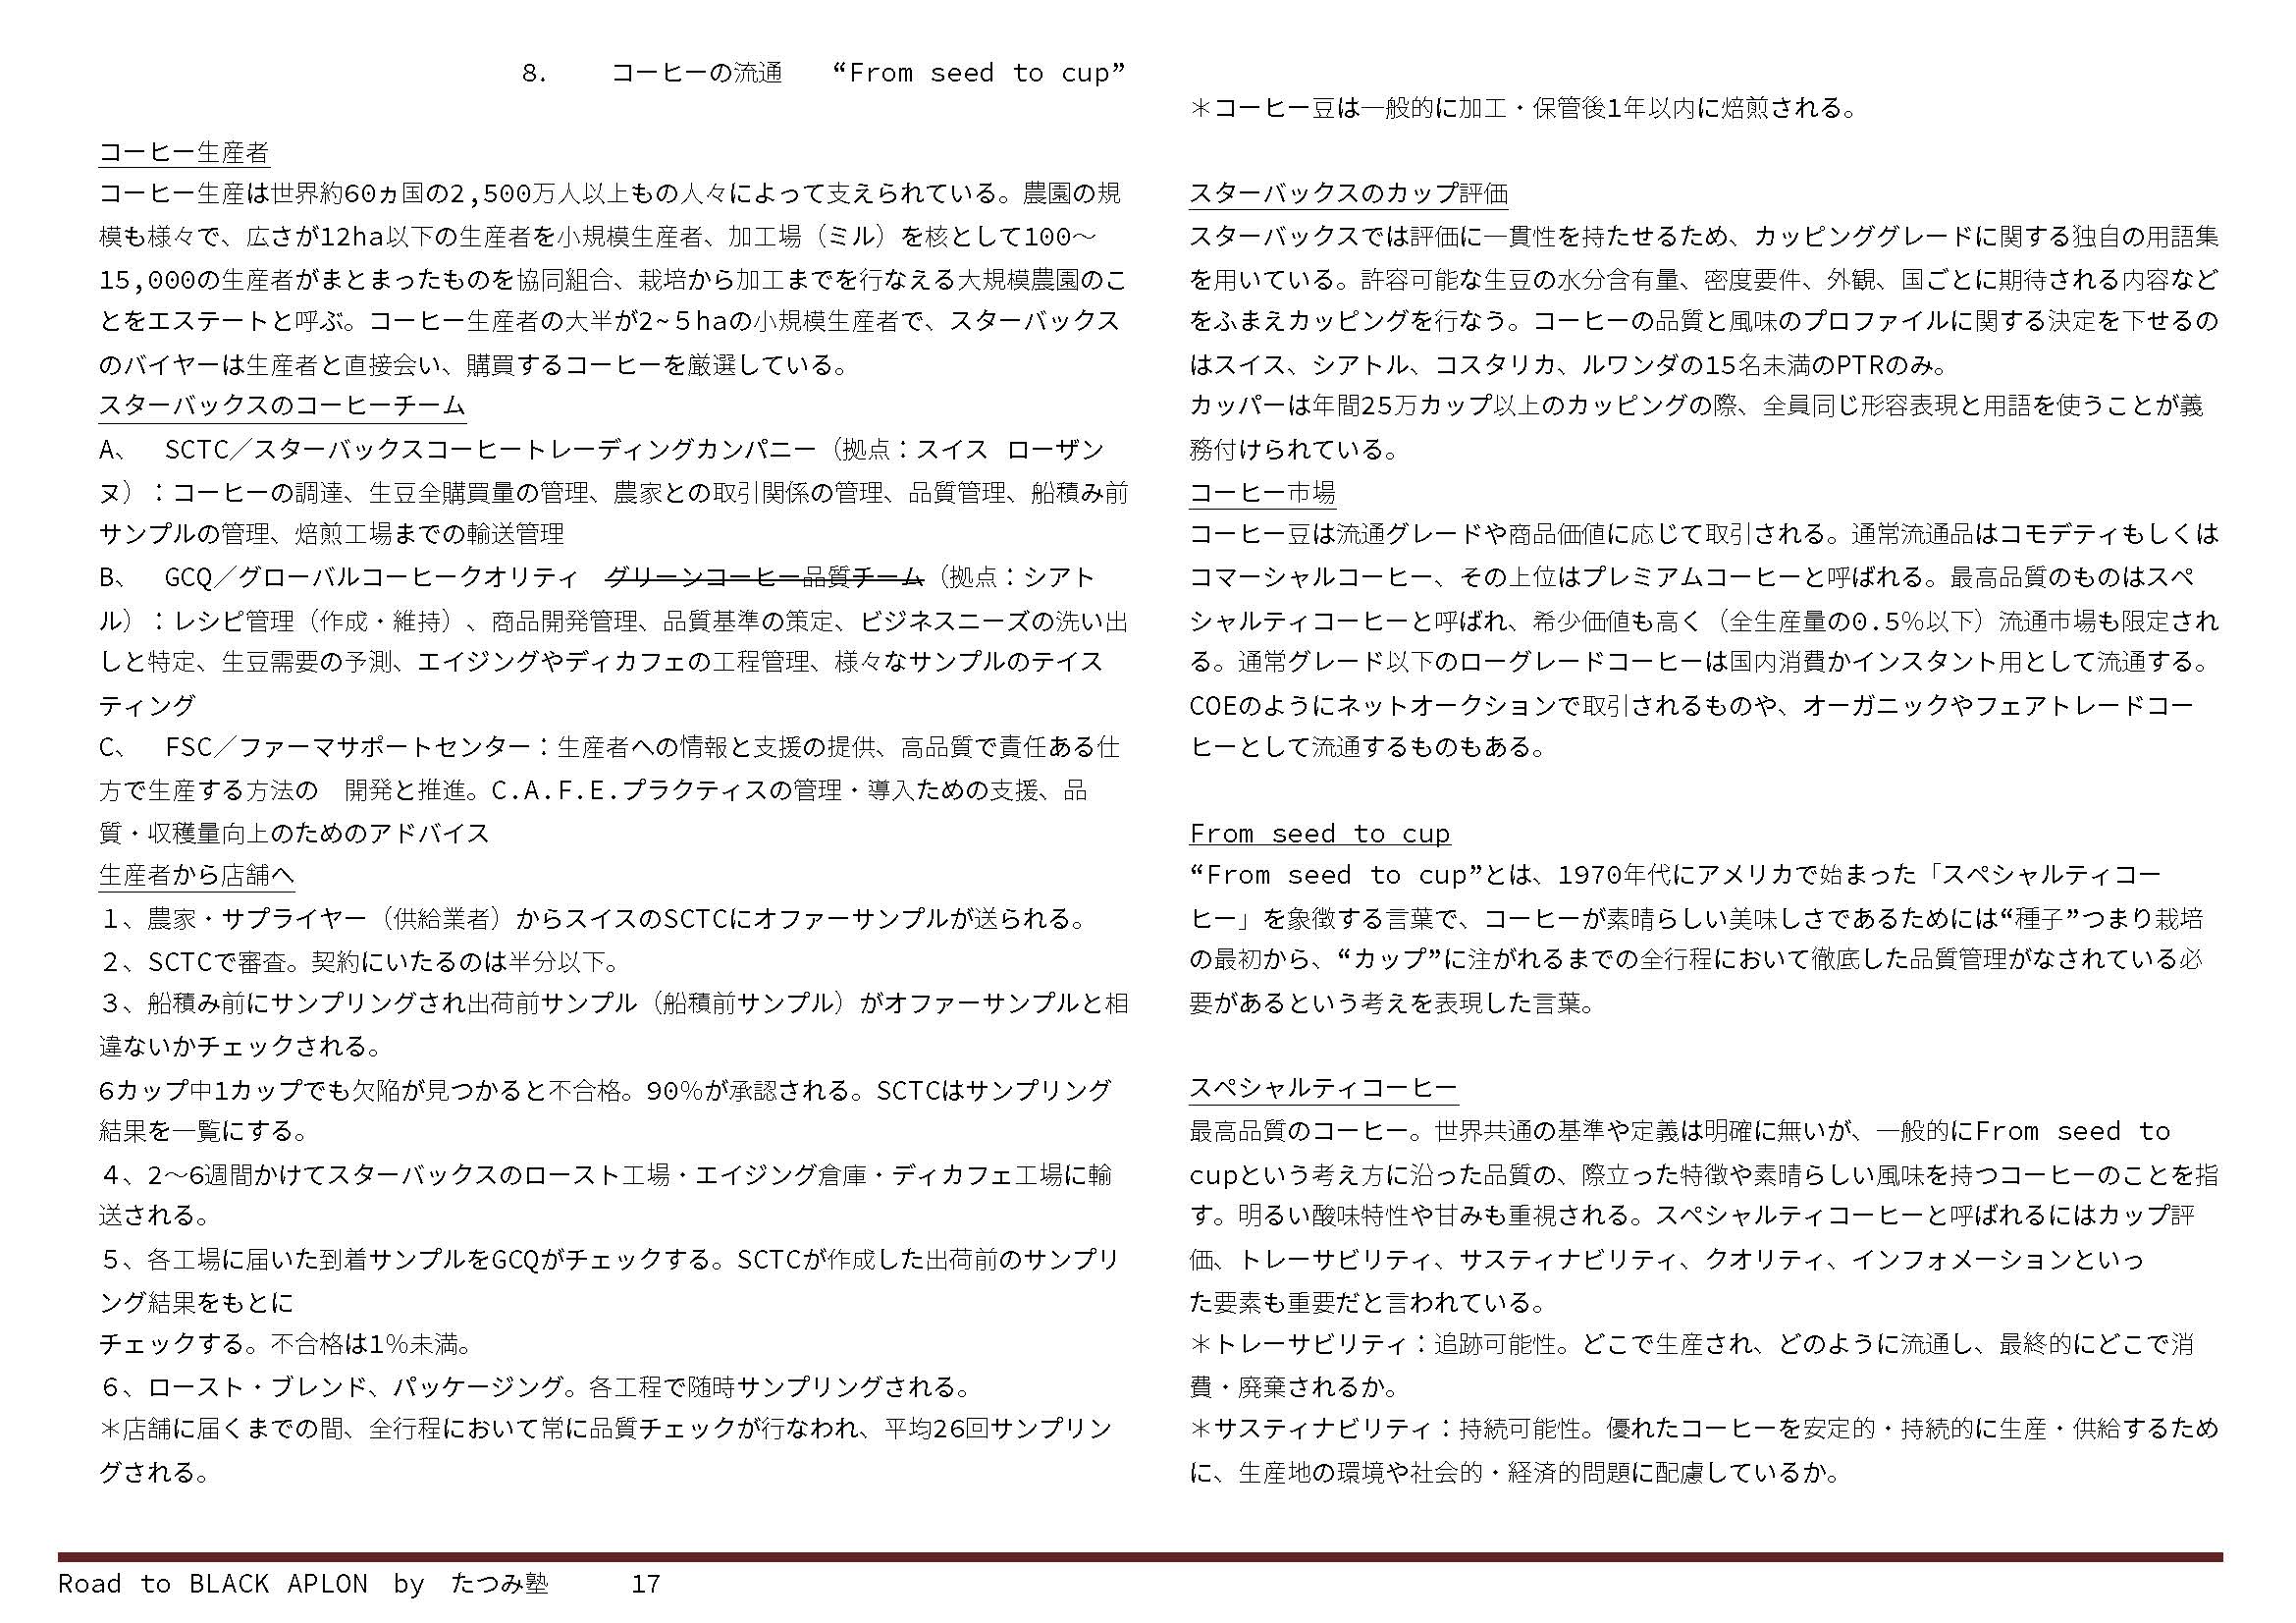 8.　　コーヒーの流通　　“From seed to cup”
コーヒー生産者
コーヒー生産は世界約60ヵ国の2,500万人以上もの人々によって支えられている。農園の規
模も様々で、広さが12ha以下の生産者を小規模生産者、加工場（ミル）を核として100～
15,000の生産者がまとまったものを協同組合、栽培から加工までを行なえる大規模農園のこ
とをエステートと呼ぶ。コーヒー生産者の大半が2~５haの小規模生産者で、スターバックス
のバイヤーは生産者と直接会い、購買するコーヒーを厳選している。
スターバックスのコーヒーチーム
A、　SCTC／スターバックスコーヒートレーディングカンパニー（拠点：スイス ローザン
ヌ）：コーヒーの調達、生豆全購買量の管理、農家との取引関係の管理、品質管理、船積み前
サンプルの管理、焙煎工場までの輸送管理
B、　GCQ／グローバルコーヒークオリティ　グリーンコーヒー品質チーム（拠点：シアト
ル）：レシピ管理（作成・維持）、商品開発管理、品質基準の策定、ビジネスニーズの洗い出
しと特定、生豆需要の予測、エイジングやディカフェの工程管理、様々なサンプルのテイス
ティング
C、　FSC／ファーマサポートセンター：生産者への情報と支援の提供、高品質で責任ある仕
方で生産する方法の　開発と推進。C.A.F.E.プラクティスの管理・導入ための支援、品
質・収穫量向上のためのアドバイス
生産者から店舗へ
１、農家・サプライヤー（供給業者）からスイスのSCTCにオファーサンプルが送られる。
２、SCTCで審査。契約にいたるのは半分以下。
３、船積み前にサンプリングされ出荷前サンプル（船積前サンプル）がオファーサンプルと相
違ないかチェックされる。
6カップ中1カップでも欠陥が見つかると不合格。90％が承認される。SCTCはサンプリング
結果を一覧にする。
４、2～6週間かけてスターバックスのロースト工場・エイジング倉庫・ディカフェ工場に輸
送される。
５、各工場に届いた到着サンプルをGCQがチェックする。SCTCが作成した出荷前のサンプリ
ング結果をもとに
チェックする。不合格は1％未満。
６、ロースト・ブレンド、パッケージング。各工程で随時サンプリングされる。
＊店舗に届くまでの間、全行程において常に品質チェックが行なわれ、平均26回サンプリン
グされる。
＊コーヒー豆は一般的に加工・保管後1年以内に焙煎される。
スターバックスのカップ評価
スターバックスでは評価に一貫性を持たせるため、カッピンググレードに関する独自の用語集
を用いている。許容可能な生豆の水分含有量、密度要件、外観、国ごとに期待される内容など
をふまえカッピングを行なう。コーヒーの品質と風味のプロファイルに関する決定を下せるの
はスイス、シアトル、コスタリカ、ルワンダの15名未満のPTRのみ。
カッパーは年間25万カップ以上のカッピングの際、全員同じ形容表現と用語を使うことが義
務付けられている。
コーヒー市場
コーヒー豆は流通グレードや商品価値に応じて取引される。通常流通品はコモデティもしくは
コマーシャルコーヒー、その上位はプレミアムコーヒーと呼ばれる。最高品質のものはスペ
シャルティコーヒーと呼ばれ、希少価値も高く（全生産量の0.5％以下）流通市場も限定され
る。通常グレード以下のローグレードコーヒーは国内消費かインスタント用として流通する。
COEのようにネットオークションで取引されるものや、オーガニックやフェアトレードコー
ヒーとして流通するものもある。
From seed to cup
“From seed to cup”とは、1970年代にアメリカで始まった「スペシャルティコー
ヒー」を象徴する言葉で、コーヒーが素晴らしい美味しさであるためには“種子”つまり栽培
の最初から、“カップ”に注がれるまでの全行程において徹底した品質管理がなされている必
要があるという考えを表現した言葉。
スペシャルティコーヒー
最高品質のコーヒー。世界共通の基準や定義は明確に無いが、一般的にFrom seed to
cupという考え方に沿った品質の、際立った特徴や素晴らしい風味を持つコーヒーのことを指
す。明るい酸味特性や甘みも重視される。スペシャルティコーヒーと呼ばれるにはカップ評
価、トレーサビリティ、サスティナビリティ、クオリティ、インフォメーションといっ
た要素も重要だと言われている。
＊トレーサビリティ：追跡可能性。どこで生産され、どのように流通し、最終的にどこで消
費・廃棄されるか。
＊サスティナビリティ：持続可能性。優れたコーヒーを安定的・持続的に生産・供給するため
に、生産地の環境や社会的・経済的問題に配慮しているか。
Road to BLACK APLON　by　たつみ塾　　　17